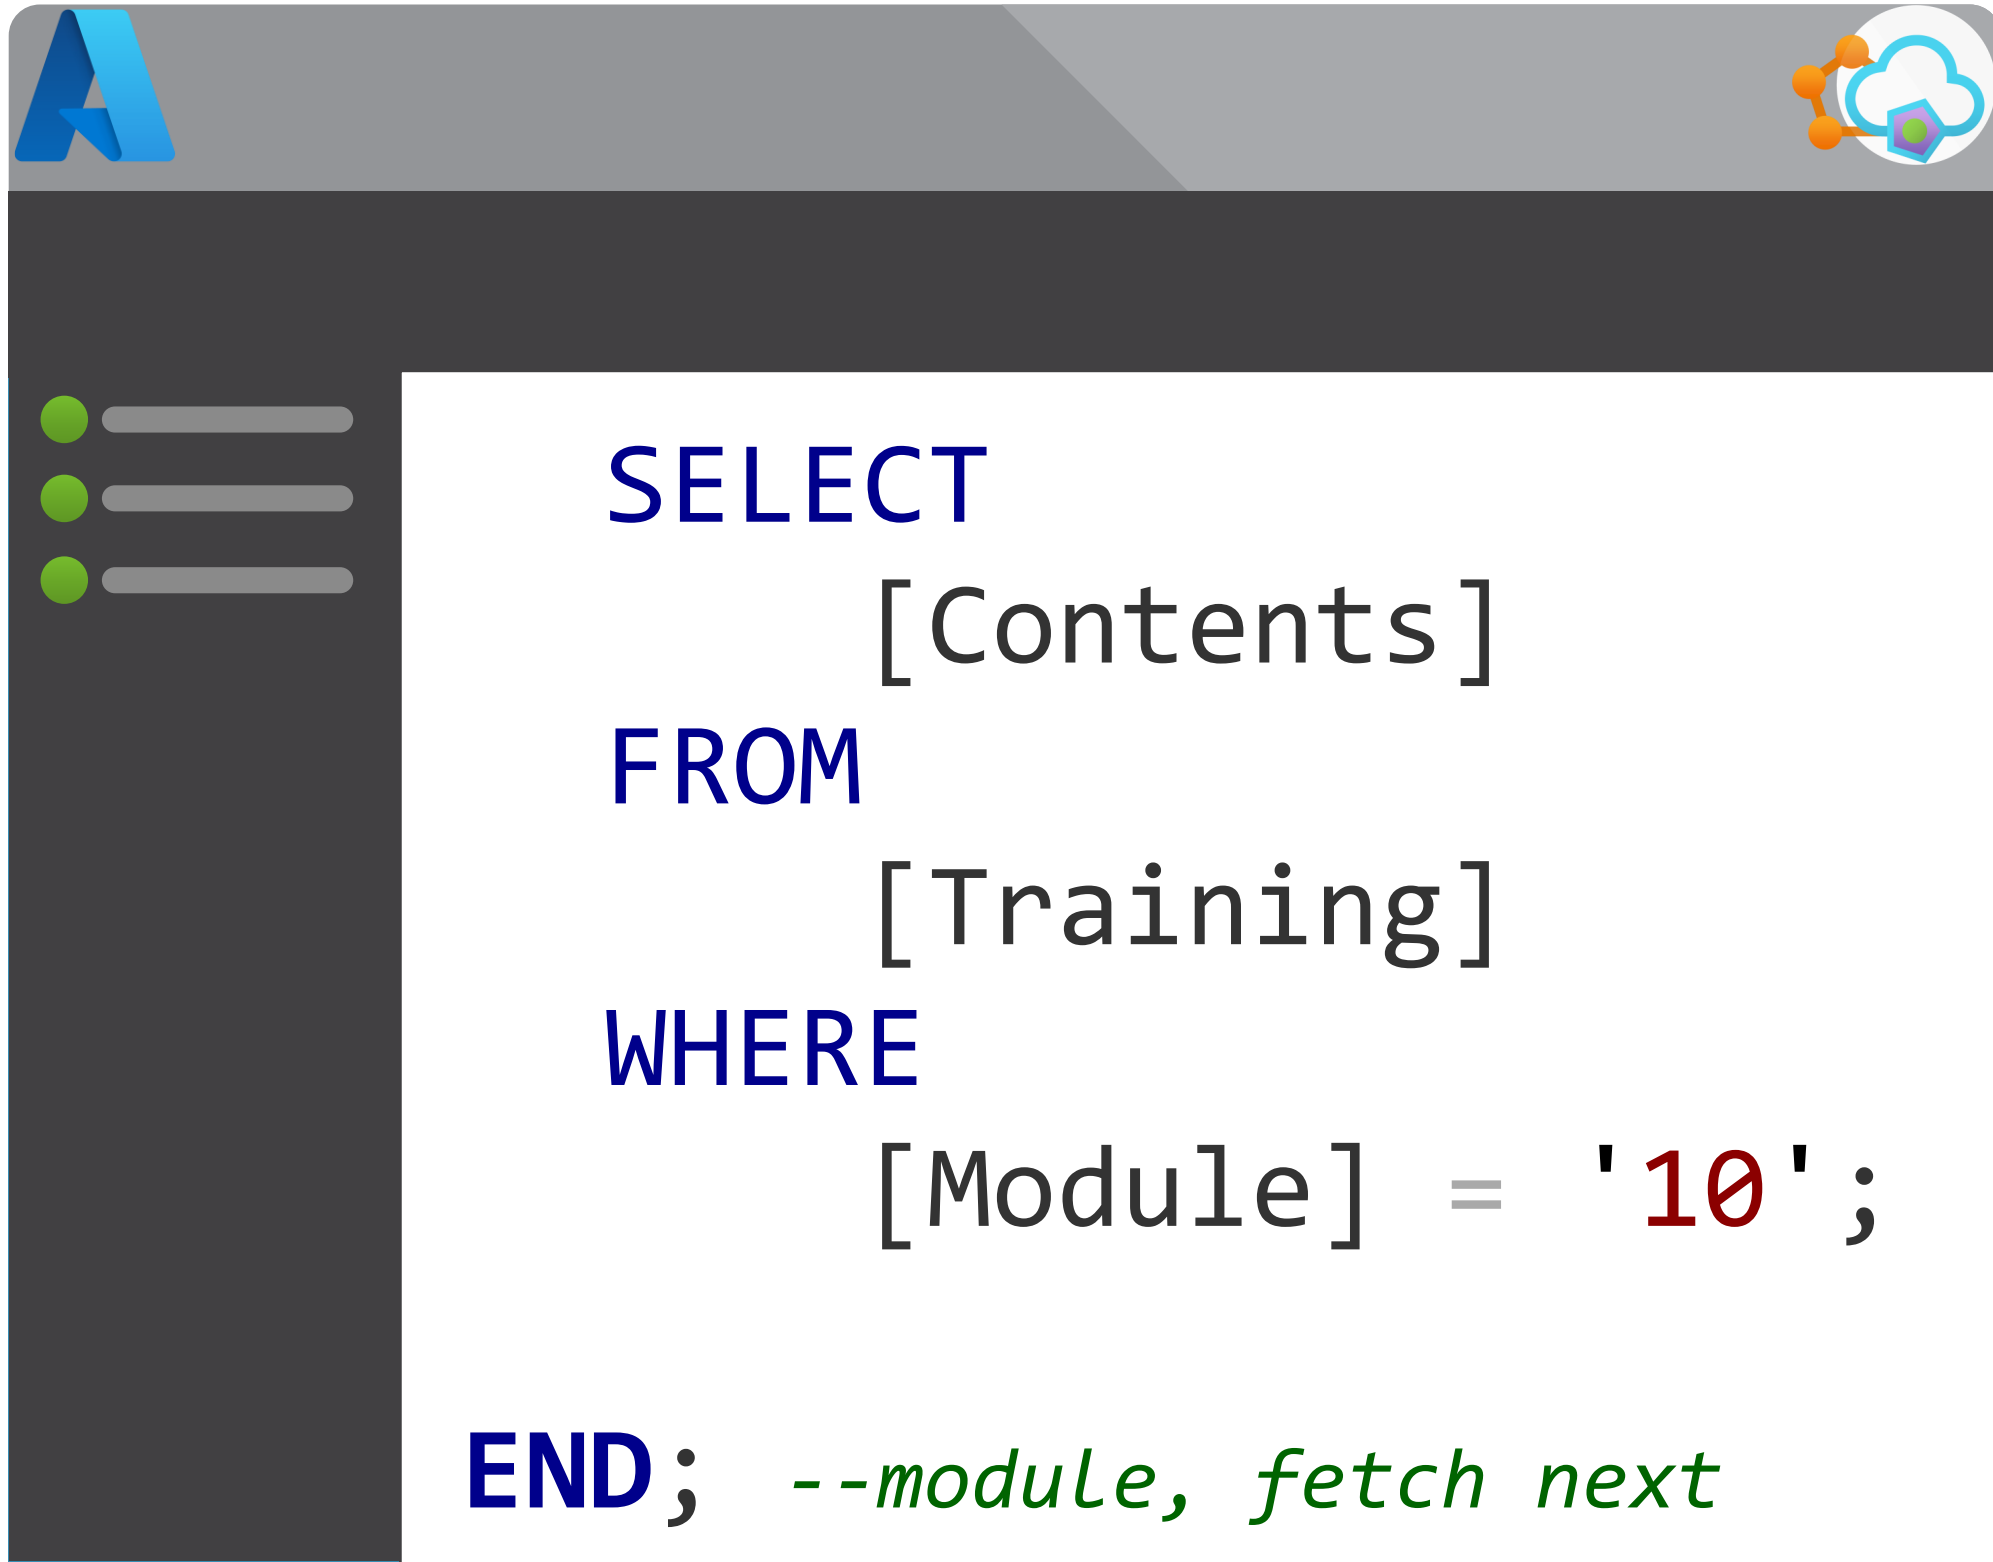 SELECT
[Contents]
FROM
[Training]
WHERE
[Module] = '10';
END; --module, fetch next